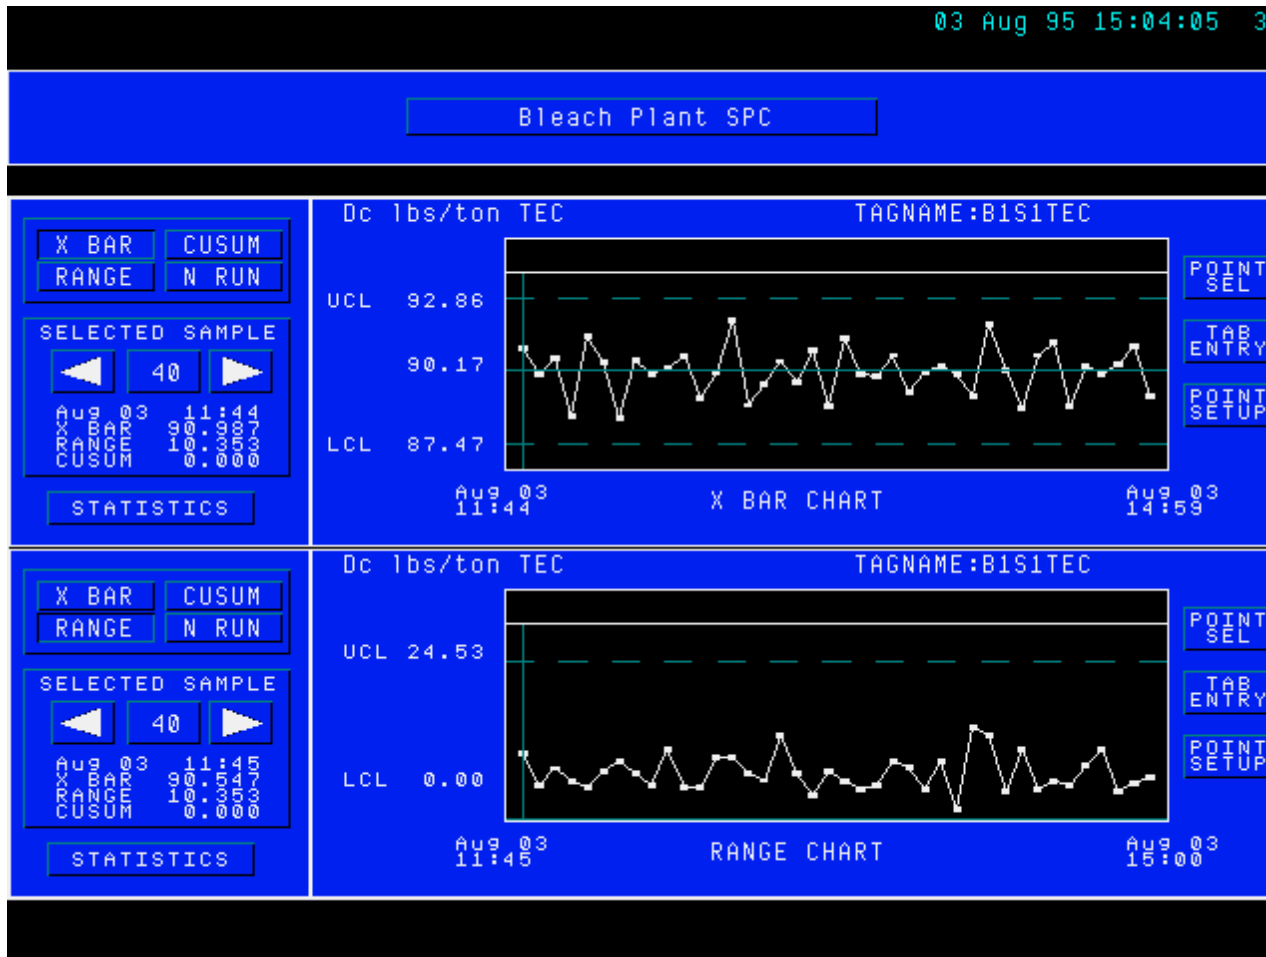 03 Aug 95 15:04:05 3
Bleach Plant SPC
Dc lbs/ton TEC TAGNAME:B1S1TEC
X BAR CUSUM
RANGE N RUN
SELECTED SAMPLE
40
Aug 03 11:44
X BAR 90.987
RANGE 10.353
CUSUM 0.000
STATISTICS
UCL 92.86
90.17
LCL 87.47
Aug 03
11:44
X BAR CHART
Aug 03
14:59
POINT
SEL
TAB
ENTRY
POINT
SETUP
Dc lbs/ton TEC TAGNAME:B1S1TEC
X BAR CUSUM
RANGE N RUN
SELECTED SAMPLE
40
Aug 03 11:45
X BAR 90.547
RANGE 10.353
CUSUM 0.000
STATISTICS
UCL 24.53
LCL 0.00
Aug 03
11:45
RANGE CHART
Aug 03
15:00
POINT
SEL
TAB
ENTRY
POINT
SETUP